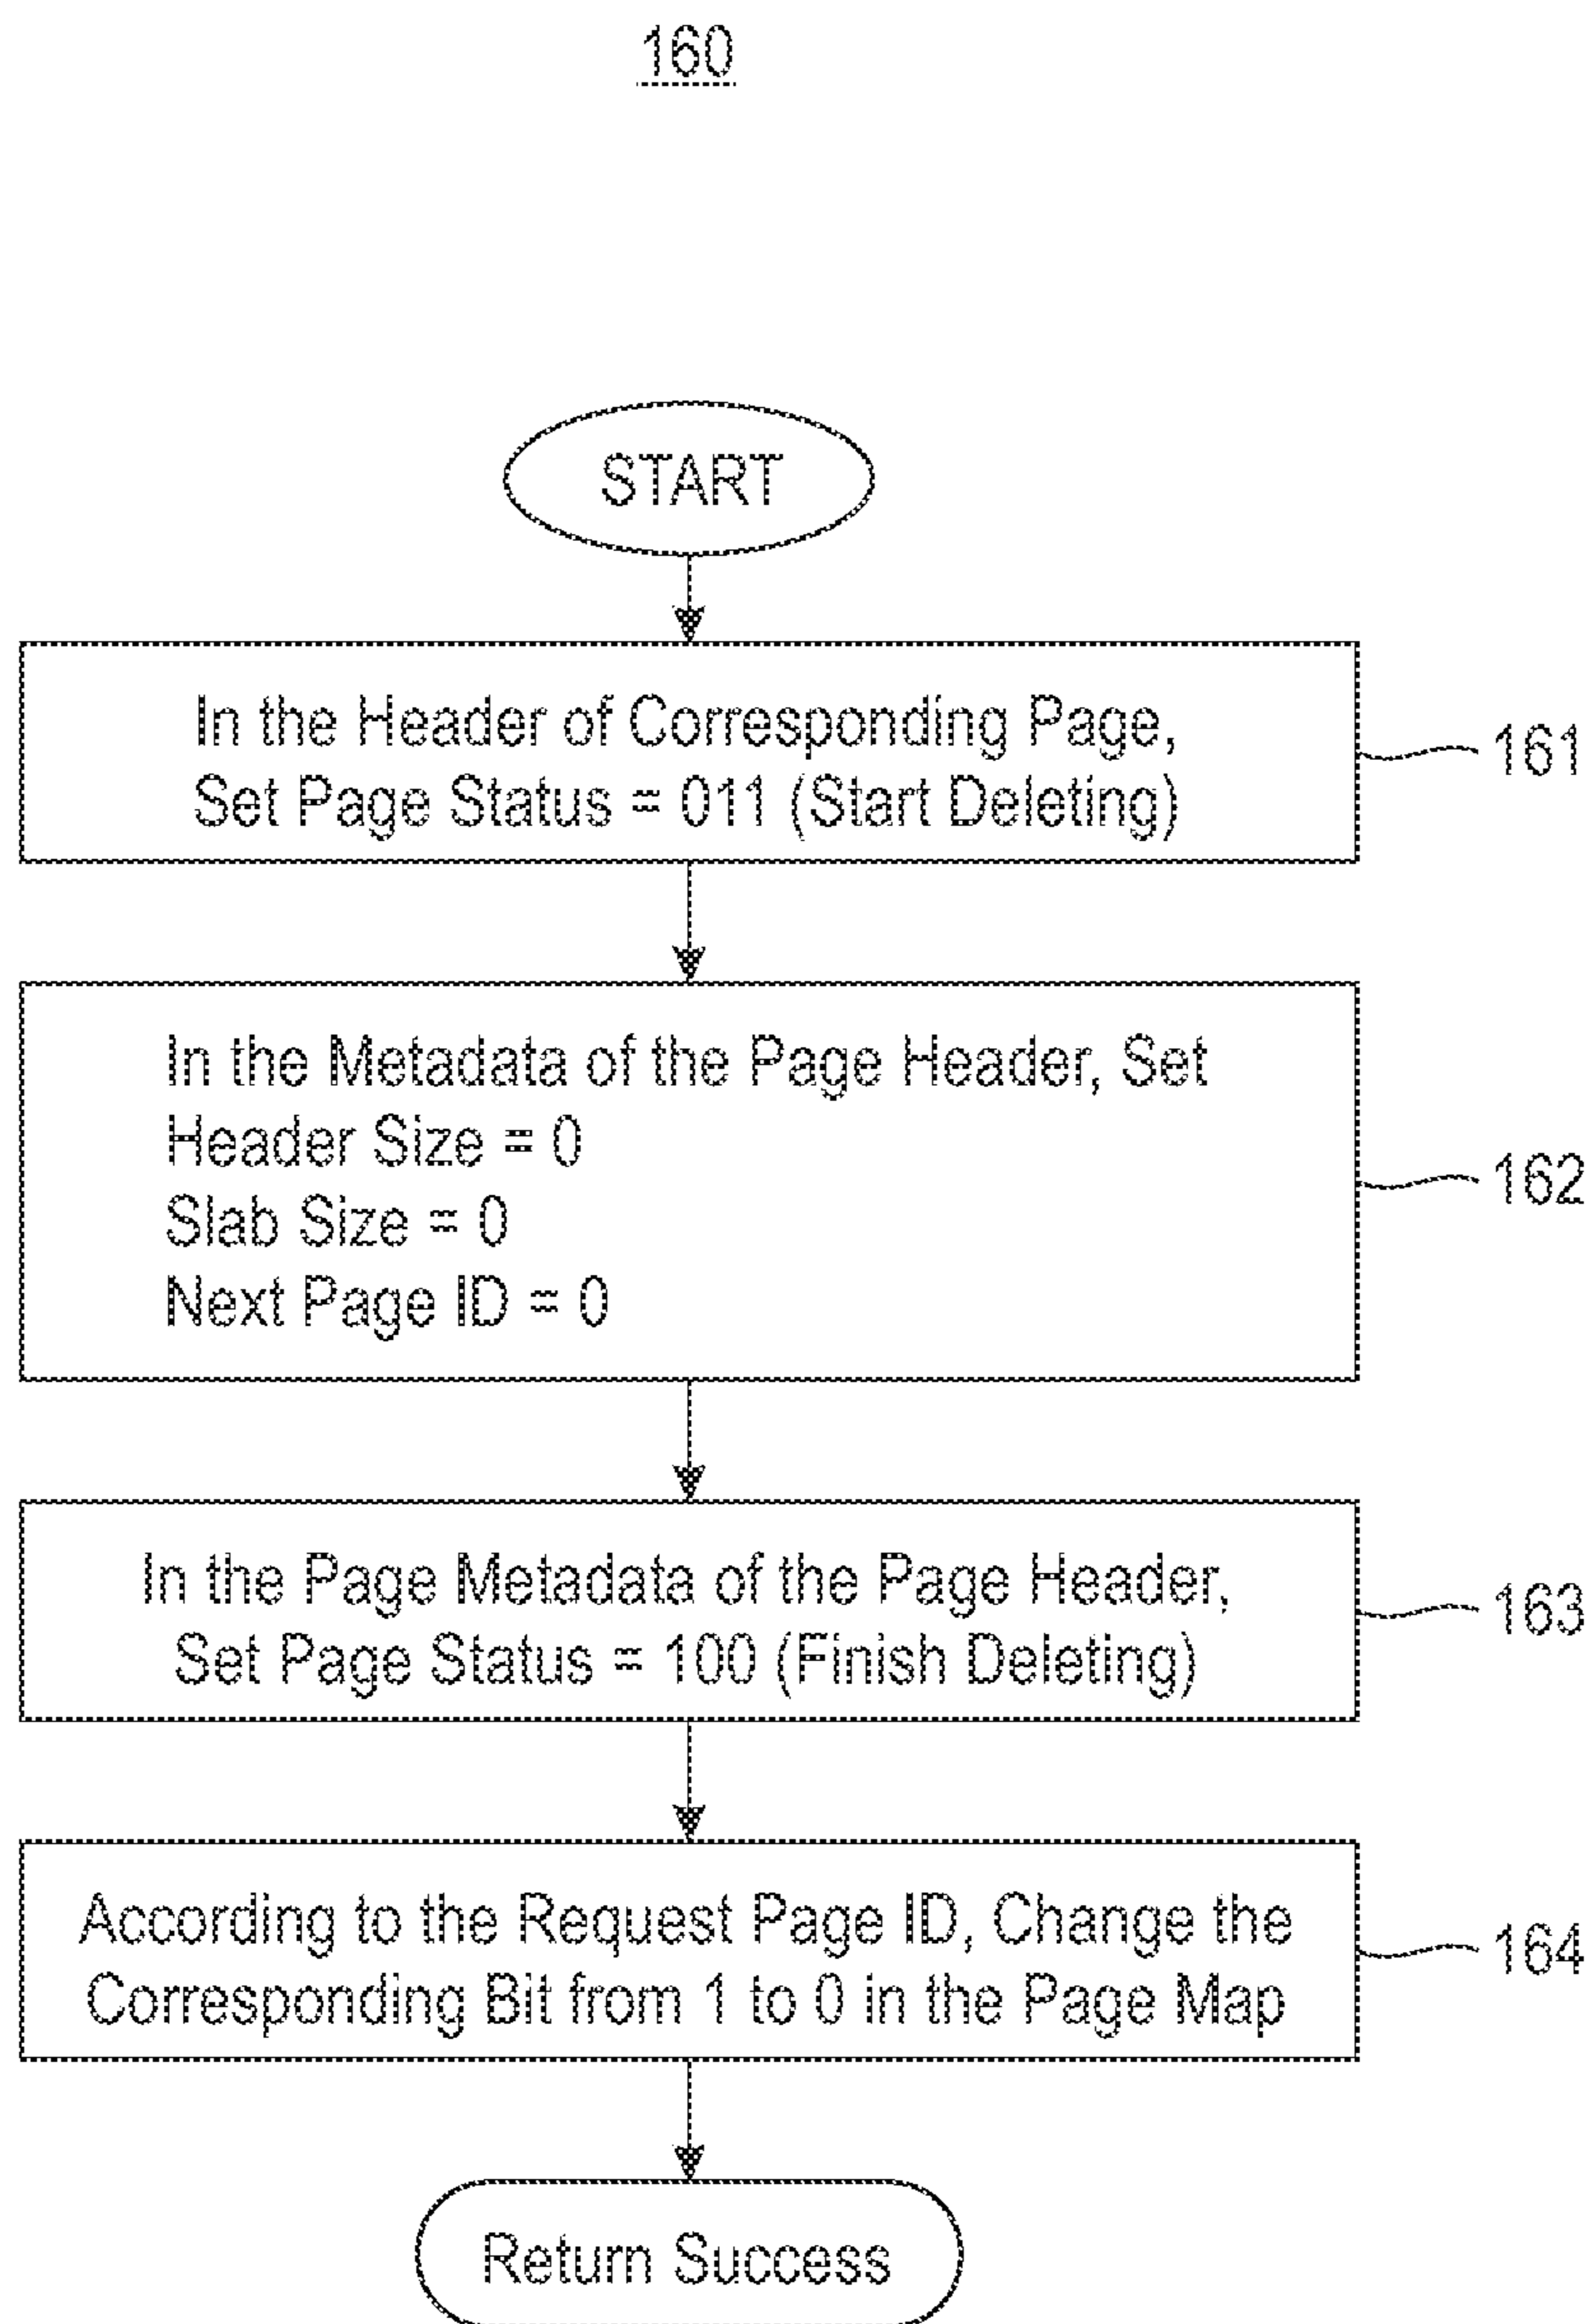 160
START
In the Header of Corresponding Page,
Set Page Status = 011 (Start Deleting)
161
In the Metadata of the Page Header, Set
Header Size = 0
Slab Size = 0
Next Page ID = 0
162
In the Page Metadata of the Page Header,
Set Page Status = 100 (Finish Deleting)
163
According to the Request Page ID, Change the
Corresponding Bit from 1 to 0 in the Page Map
164
Return Success